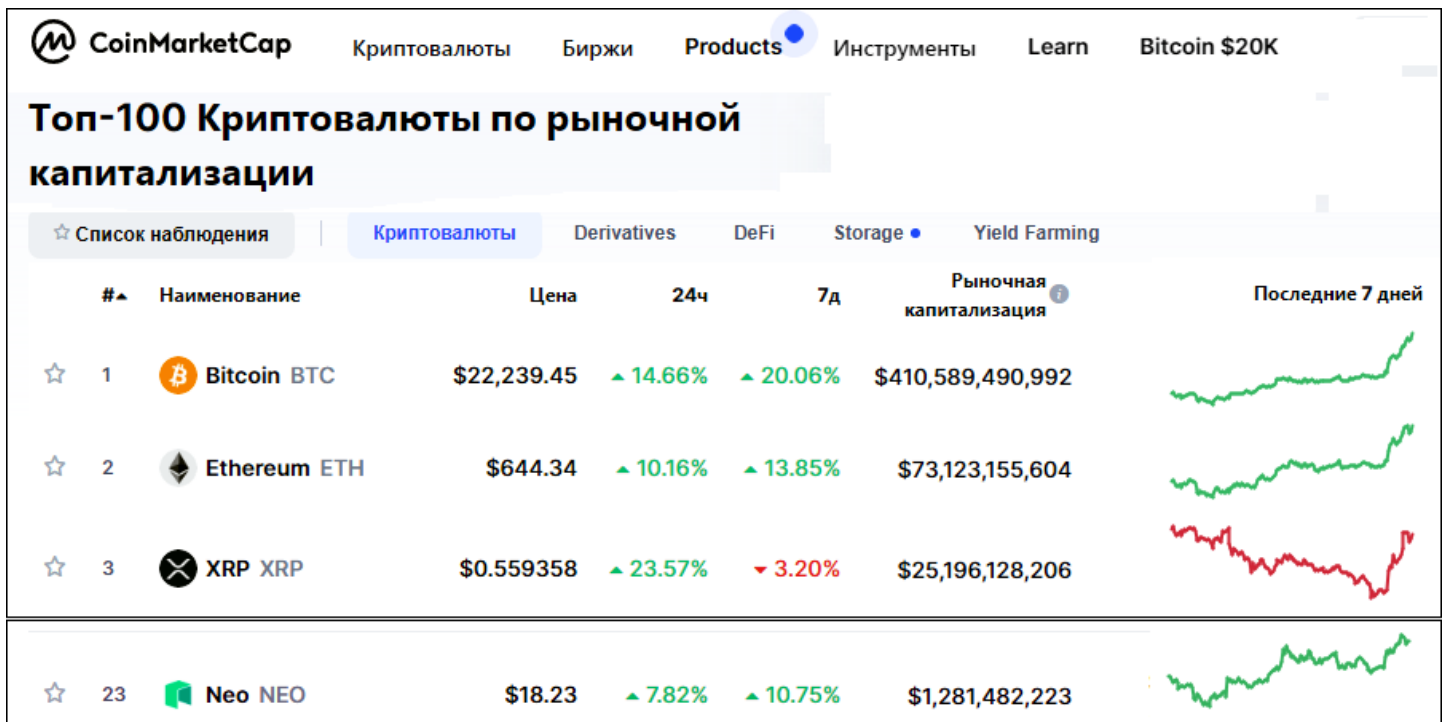 CoinMarketCap Криптовалюты Биржи Products Инструменты Learn Bitcoin $20K
Топ-100 Криптовалюты по рыночной
капитализации
Список наблюдения Криптовалюты Derivatives DeFi Storage Yield Farming
# Наименование Цена 24ч 7д Рыночная капитализация Последние 7 дней
1 Bitcoin BTC $22,239.45 14.66% 20.06% $410,589,490,992
2 Ethereum ETH $644.34 10.16% 13.85% $73,123,155,604
3 XRP XRP $0.559358 23.57% 3.20% $25,196,128,206
23 Neo NEO $18.23 7.82% 10.75% $1,281,482,223